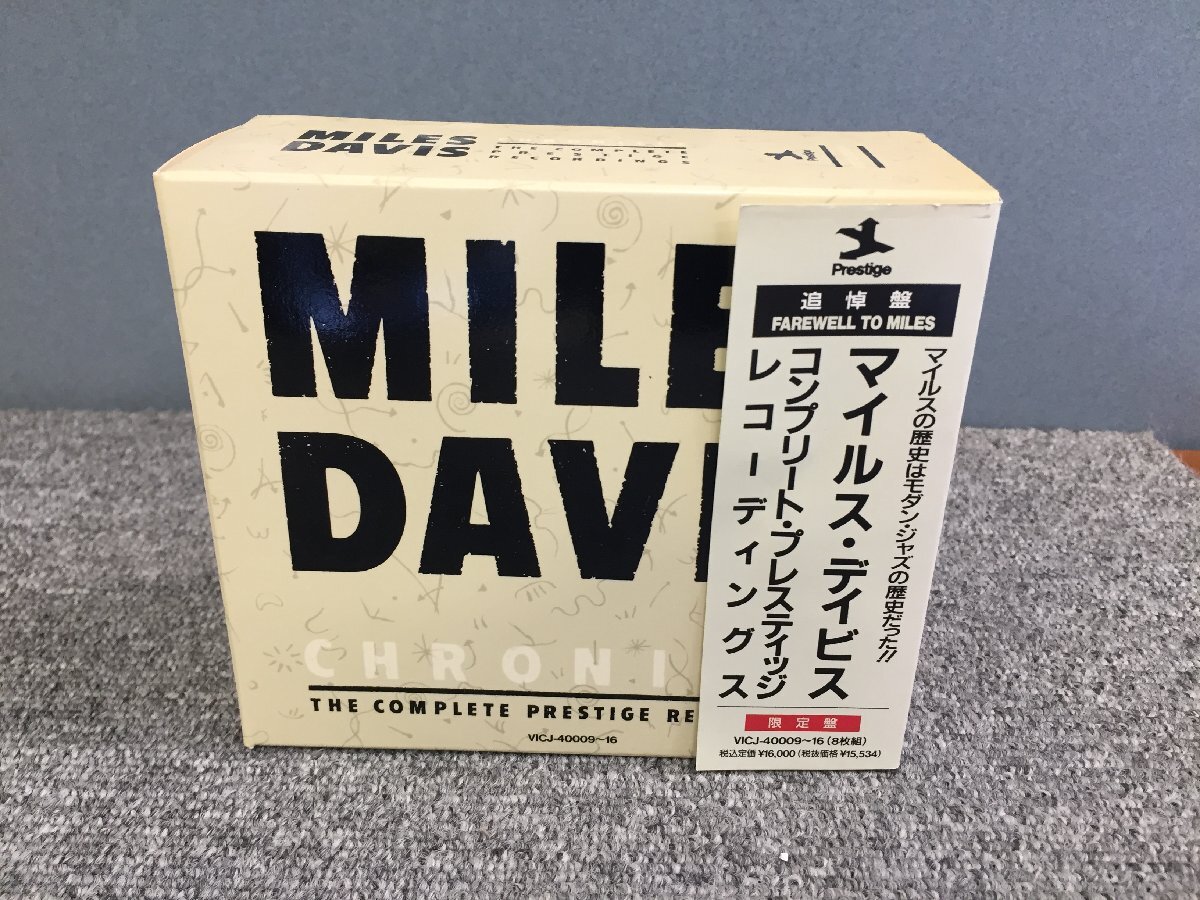 MILES
DAVIS
THE COMPLETE
PRESTIGE
RECORDINGS
Prestige
MILE
DAVI
CHRONI
THE COMPLETE PRESTIGE RE
VICJ-40009〜16
Prestige
追悼盤
FAREWELL TO MILES
マイルスの歴史はモダン・ジャズの歴史だった!!
マイルス・デイビス
コンプリート・プレスティッジ
レコーディングス
限定盤
VICJ-40009〜16(8枚組)
税込定価 ¥16,000(税抜価格 ¥15,534)